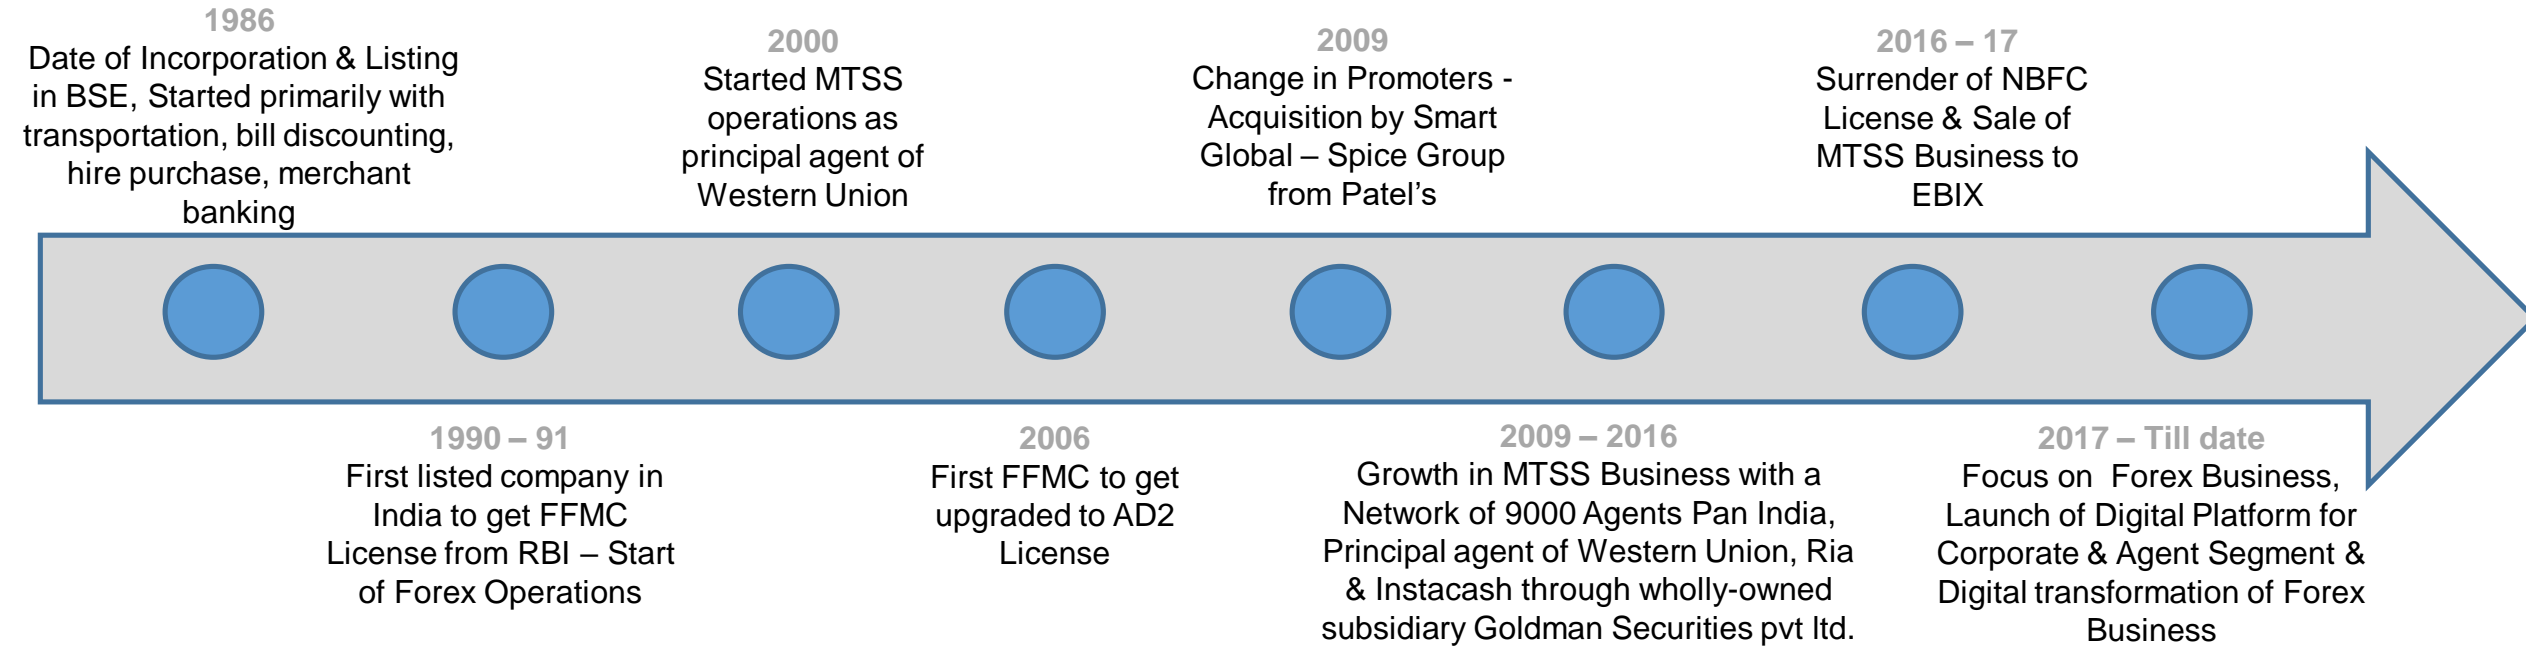 1986
Date of Incorporation & Listing
in BSE, Started primarily with
transportation, bill discounting,
hire purchase, merchant
banking
2000
Started MTSS
operations as
principal agent of
Western Union
2009
Change in Promoters -
Acquisition by Smart
Global – Spice Group
from Patel’s
2016 – 17
Surrender of NBFC
License & Sale of
MTSS Business to
EBIX
1990 – 91
First listed company in
India to get FFMC
License from RBI – Start
of Forex Operations
2006
First FFMC to get
upgraded to AD2
License
2009 – 2016
Growth in MTSS Business with a
Network of 9000 Agents Pan India,
Principal agent of Western Union, Ria
& Instacash through wholly-owned
subsidiary Goldman Securities pvt ltd.
2017 – Till date
Focus on Forex Business,
Launch of Digital Platform for
Corporate & Agent Segment &
Digital transformation of Forex
Business